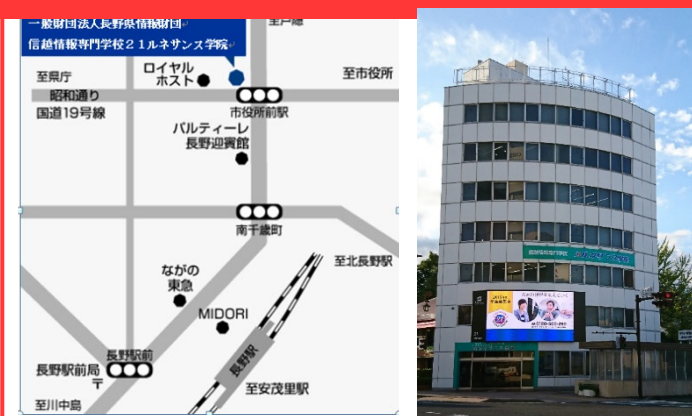 一般財団法人長野県情報財団
信越情報専門学校２１ルネサンス学院
至戸隠
至県庁
ロイヤル
ホスト
至市役所
昭和通り
国道19号線
市役所前駅
パルティーレ
長野迎賓館
南千歳町
至北長野駅
ながの
東急
MIDORI
長野駅
長野駅前
長野駅前局
〒
至安茂里駅
至川中島